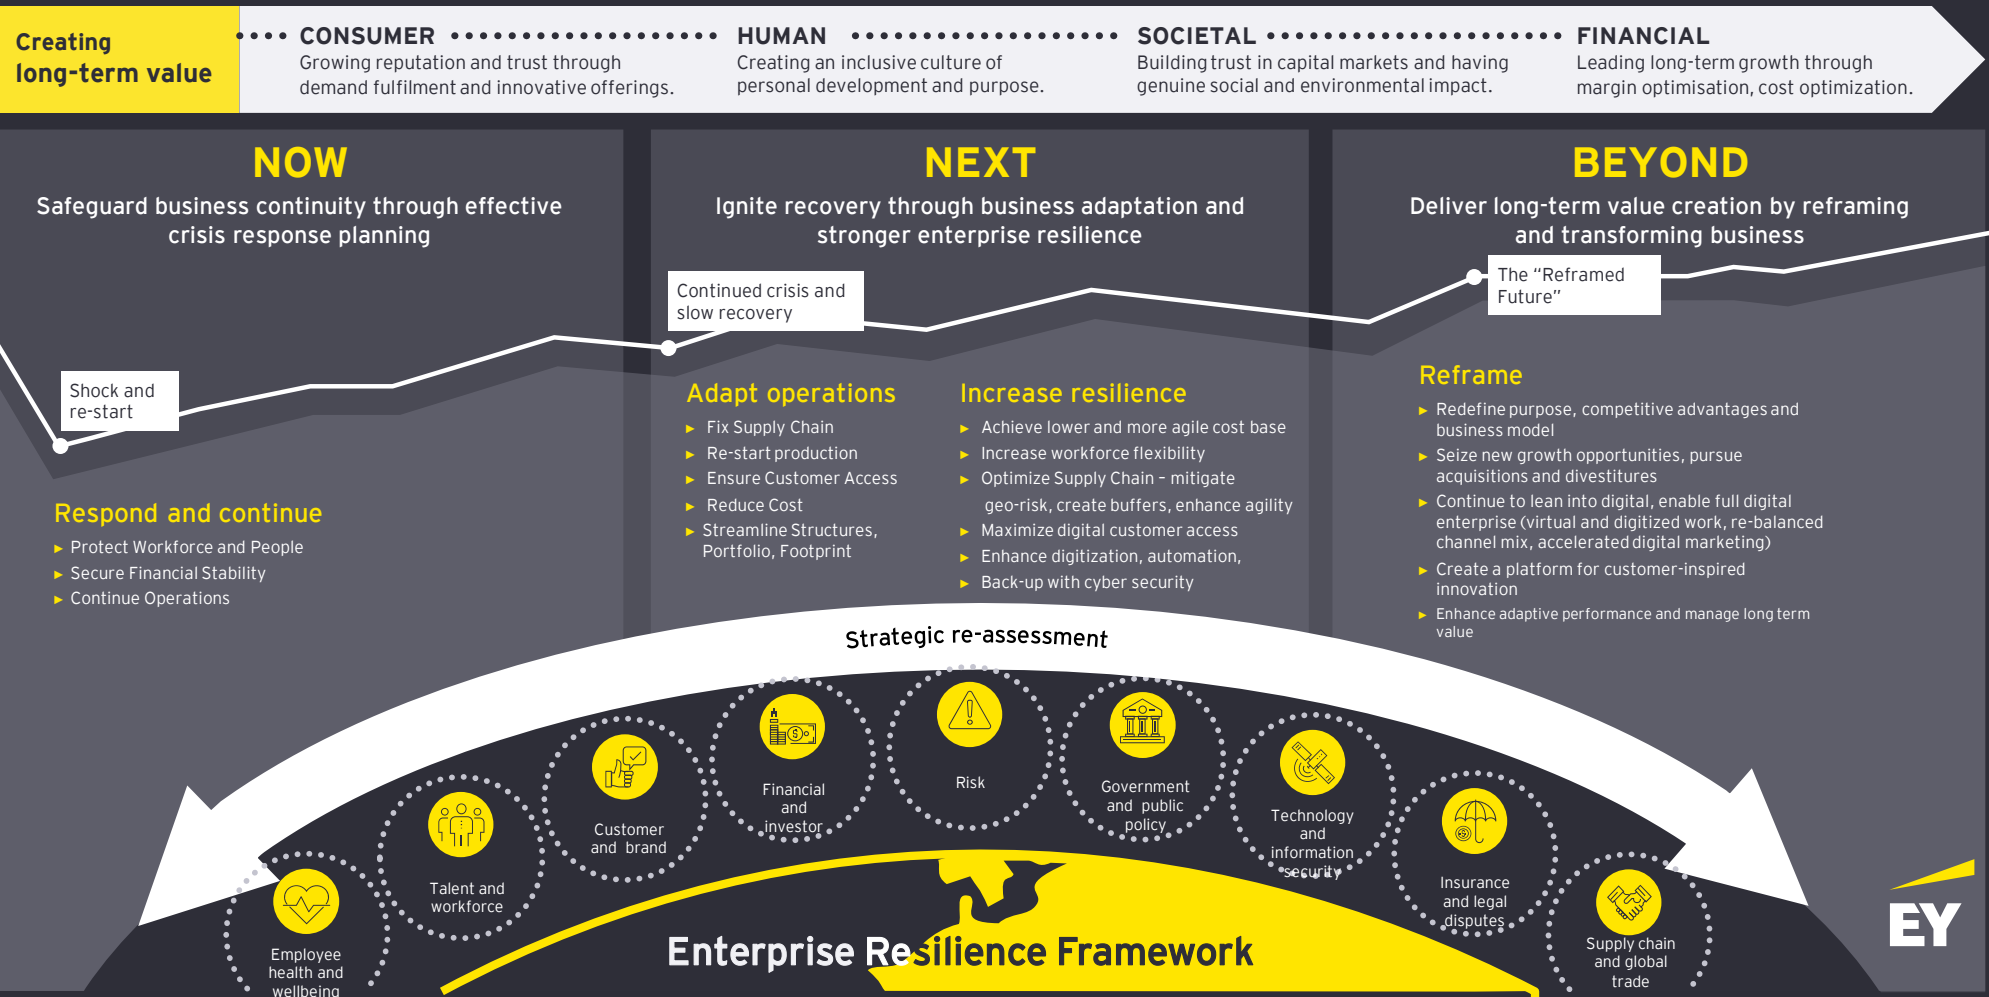 Creating
long-term value
CONSUMER
Growing reputation and trust through
demand fulfilment and innovative offerings.
HUMAN
Creating an inclusive culture of
personal development and purpose.
SOCIETAL
Building trust in capital markets and having
genuine social and environmental impact.
FINANCIAL
Leading long-term growth through
margin optimisation, cost optimization.
NOW
Safeguard business continuity through effective
crisis response planning
Shock and
re-start
Respond and continue
Protect Workforce and People
Secure Financial Stability
Continue Operations
NEXT
Ignite recovery through business adaptation and
stronger enterprise resilience
Continued crisis and
slow recovery
Adapt operations
Fix Supply Chain
Re-start production
Ensure Customer Access
Reduce Cost
Streamline Structures,
Portfolio, Footprint
Increase resilience
Achieve lower and more agile cost base
Increase workforce flexibility
Optimize Supply Chain – mitigate
geo-risk, create buffers, enhance agility
Maximize digital customer access
Enhance digitization, automation,
Back-up with cyber security
BEYOND
Deliver long-term value creation by reframing
and transforming business
The “Reframed
Future”
Reframe
Redefine purpose, competitive advantages and
business model
Seize new growth opportunities, pursue
acquisitions and divestitures
Continue to lean into digital, enable full digital
enterprise (virtual and digitized work, re-balanced
channel mix, accelerated digital marketing)
Create a platform for customer-inspired
innovation
Enhance adaptive performance and manage long term
value
Strategic re-assessment
Employee
health and
wellbeing
Talent and
workforce
Customer
and brand
Financial
and
investor
Risk
Government
and public
policy
Technology
and
information
security
Insurance
and legal
disputes
Supply chain
and global
trade
Enterprise Resilience Framework
EY